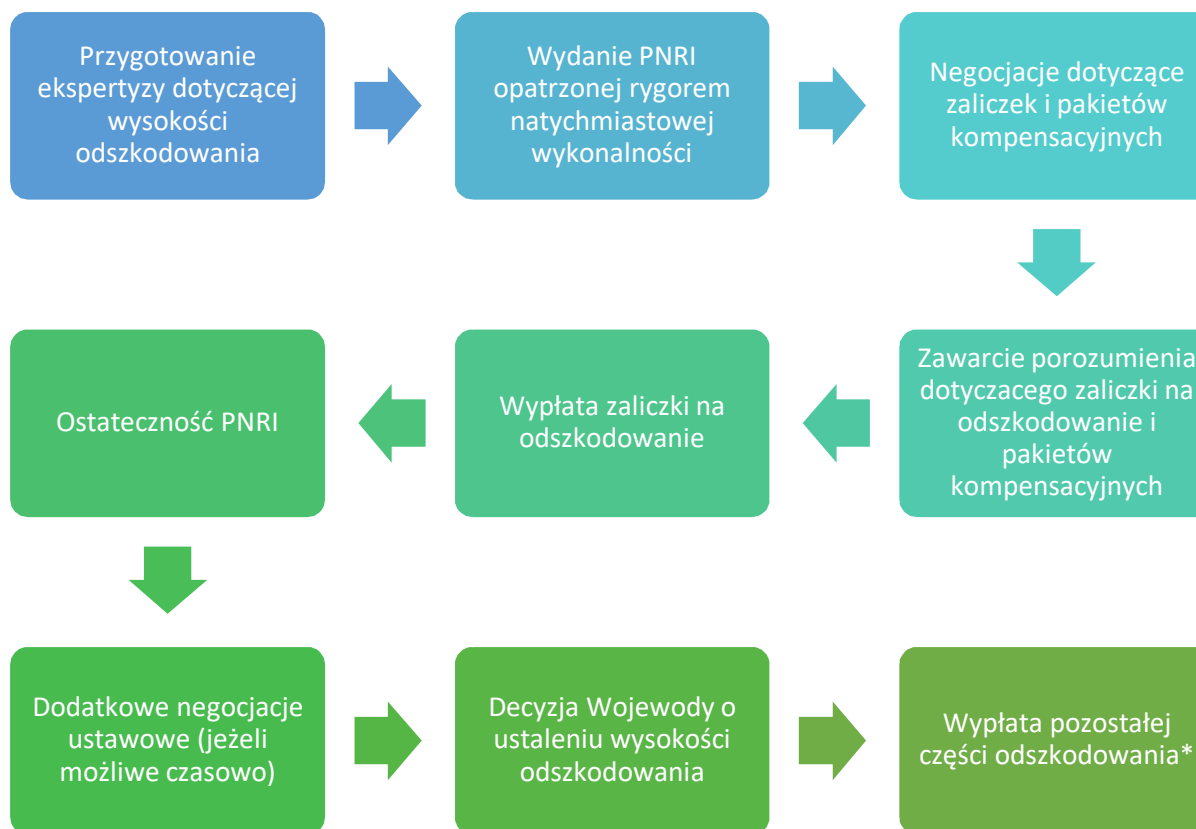 Przygotowanie
ekspertyzy dotyczącej
wysokości
odszkodowania
Wydanie PNRI
opatrzonej rygorem
natychmiastowej
wykonalności
Negocjacje dotyczące
zaliczek i pakietów
kompensacyjnych
Zawarcie porozumienia
dotyczacego zaliczki na
odszkodowanie i
pakietów
kompensacyjnych
Wypłata zaliczki na
odszkodowanie
Ostateczność PNRI
Dodatkowe negocjacje
ustawowe (jeżeli
możliwe czasowo)
Decyzja Wojewody o
ustaleniu wysokości
odszkodowania
Wypłata pozostałej
części odszkodowania*